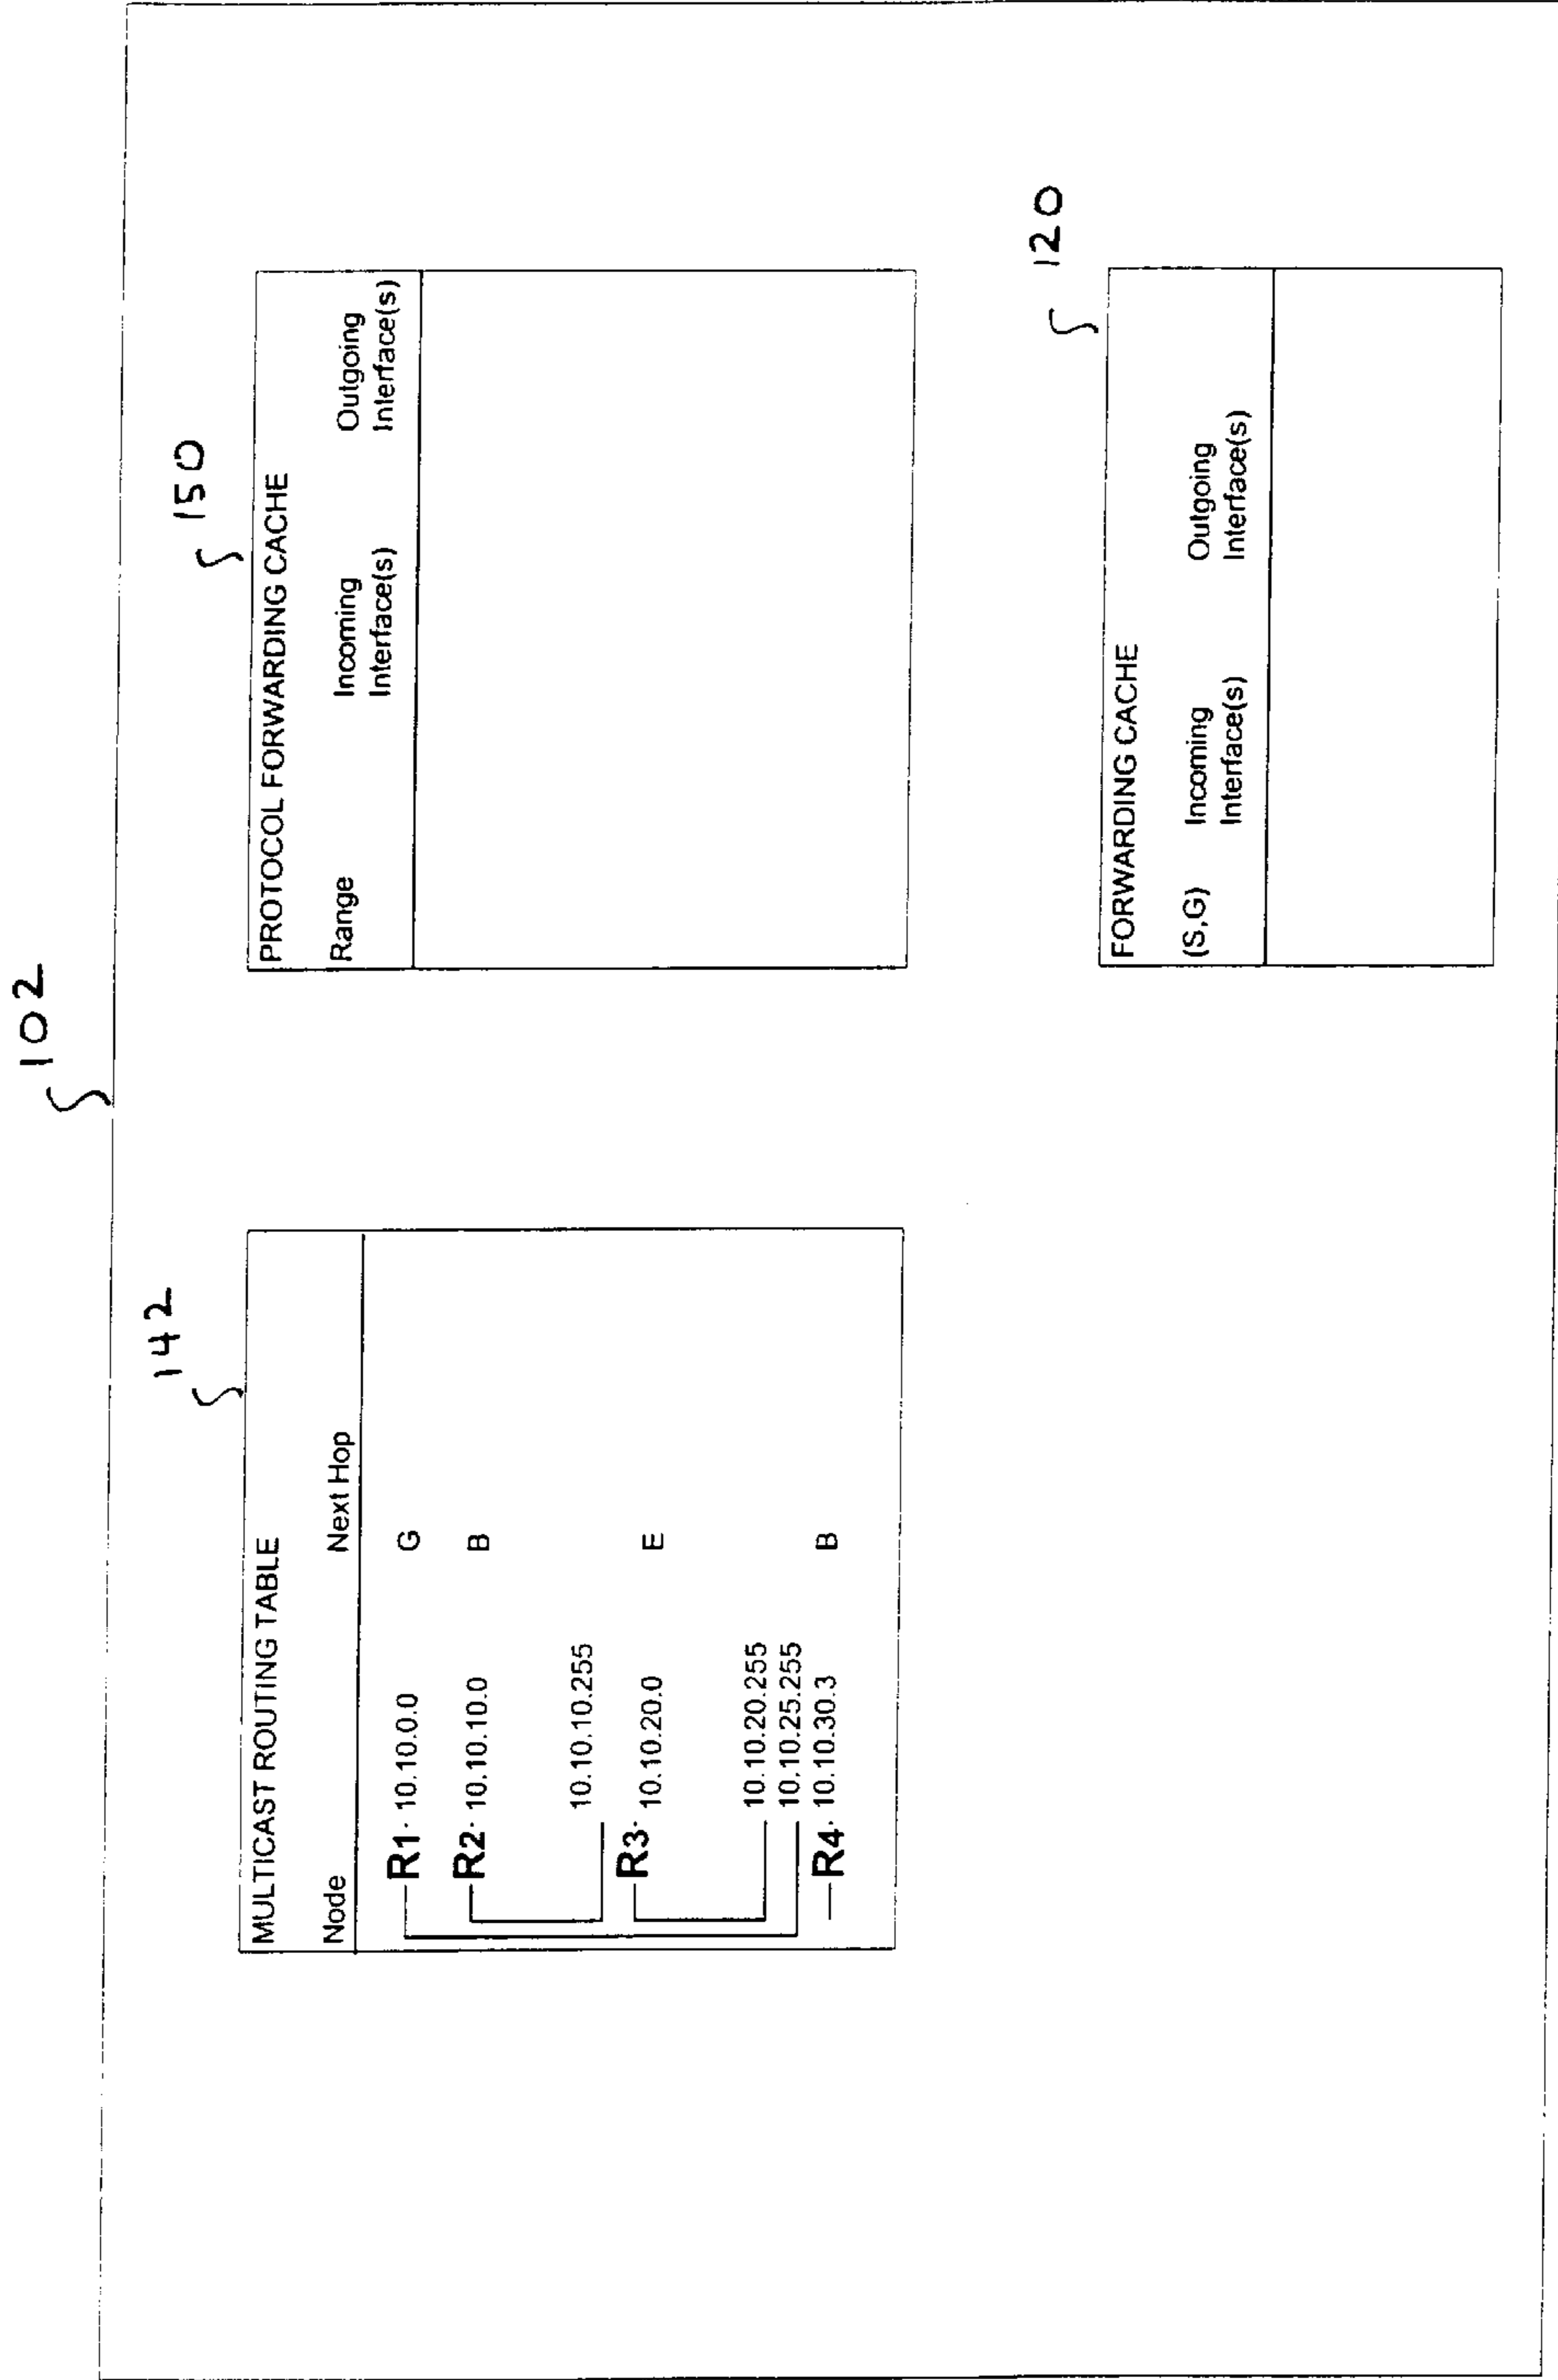 102
142
MULTICAST ROUTING TABLE
Node Next Hop
R1 10.10.0.0 G
R2 10.10.10.0 B
10.10.10.255
R3 10.10.20.0 E
10.10.20.255
10.10.25.255
R4 10.10.30.3 B
150
PROTOCOL FORWARDING CACHE
Range Incoming Interface(s) Outgoing Interface(s)
120
FORWARDING CACHE
(S,G) Incoming Interface(s) Outgoing Interface(s)